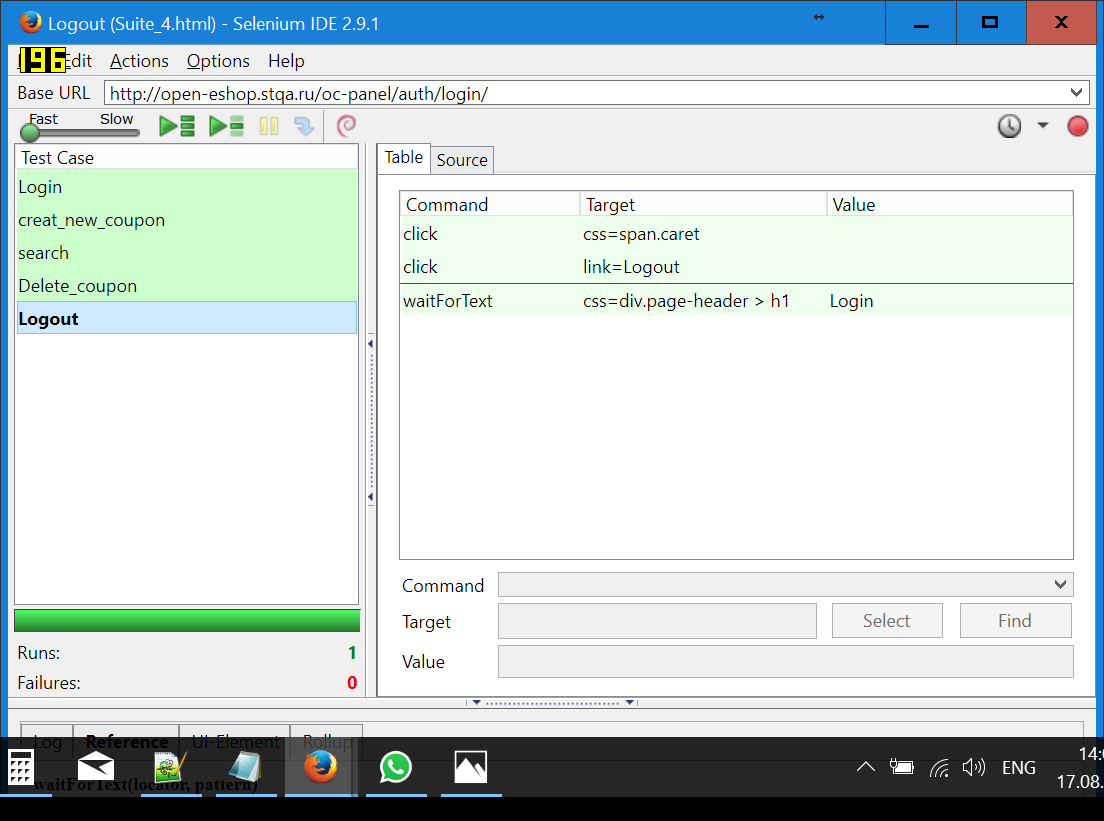 Logout (Suite_4.html) - Selenium IDE 2.9.1
196
Edit Actions Options Help
Base URL http://open-eshop.stqa.ru/oc-panel/auth/login/
Fast Slow
Test Case
Login
creat_new_coupon
search
Delete_coupon
Logout
Runs: 1
Failures: 0
Table Source
Command Target Value
click css=span.caret
click link=Logout
waitForText css=div.page-header > h1 Login
Command
Target Select Find
Value
Log Reference UI-Element Rollup
waitForText(locator, pattern)
ENG
14:0
17.08.